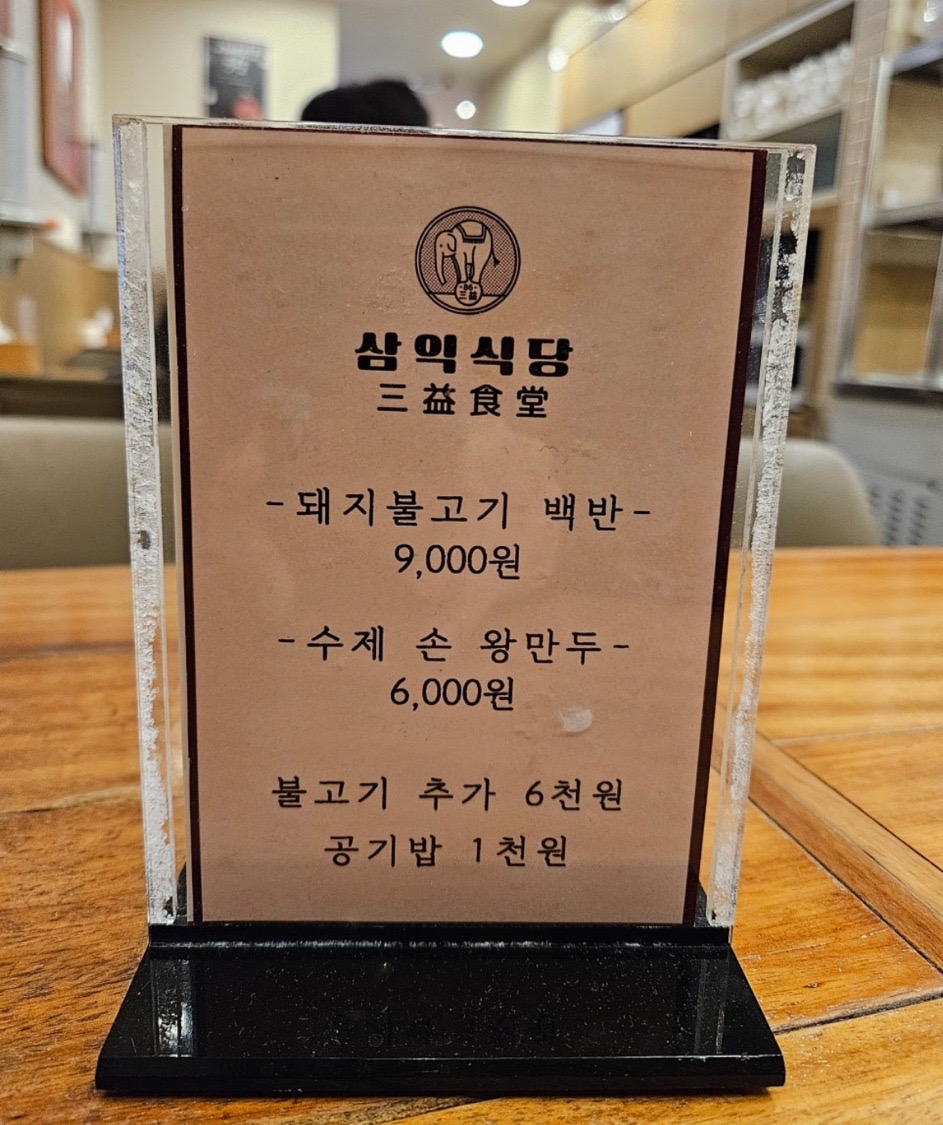 三益
삼익식당
三益食堂
-돼지불고기 백반-
9,000원
-수제 손 왕만두-
6,000원
불고기 추가 6천원
공기밥 1천원